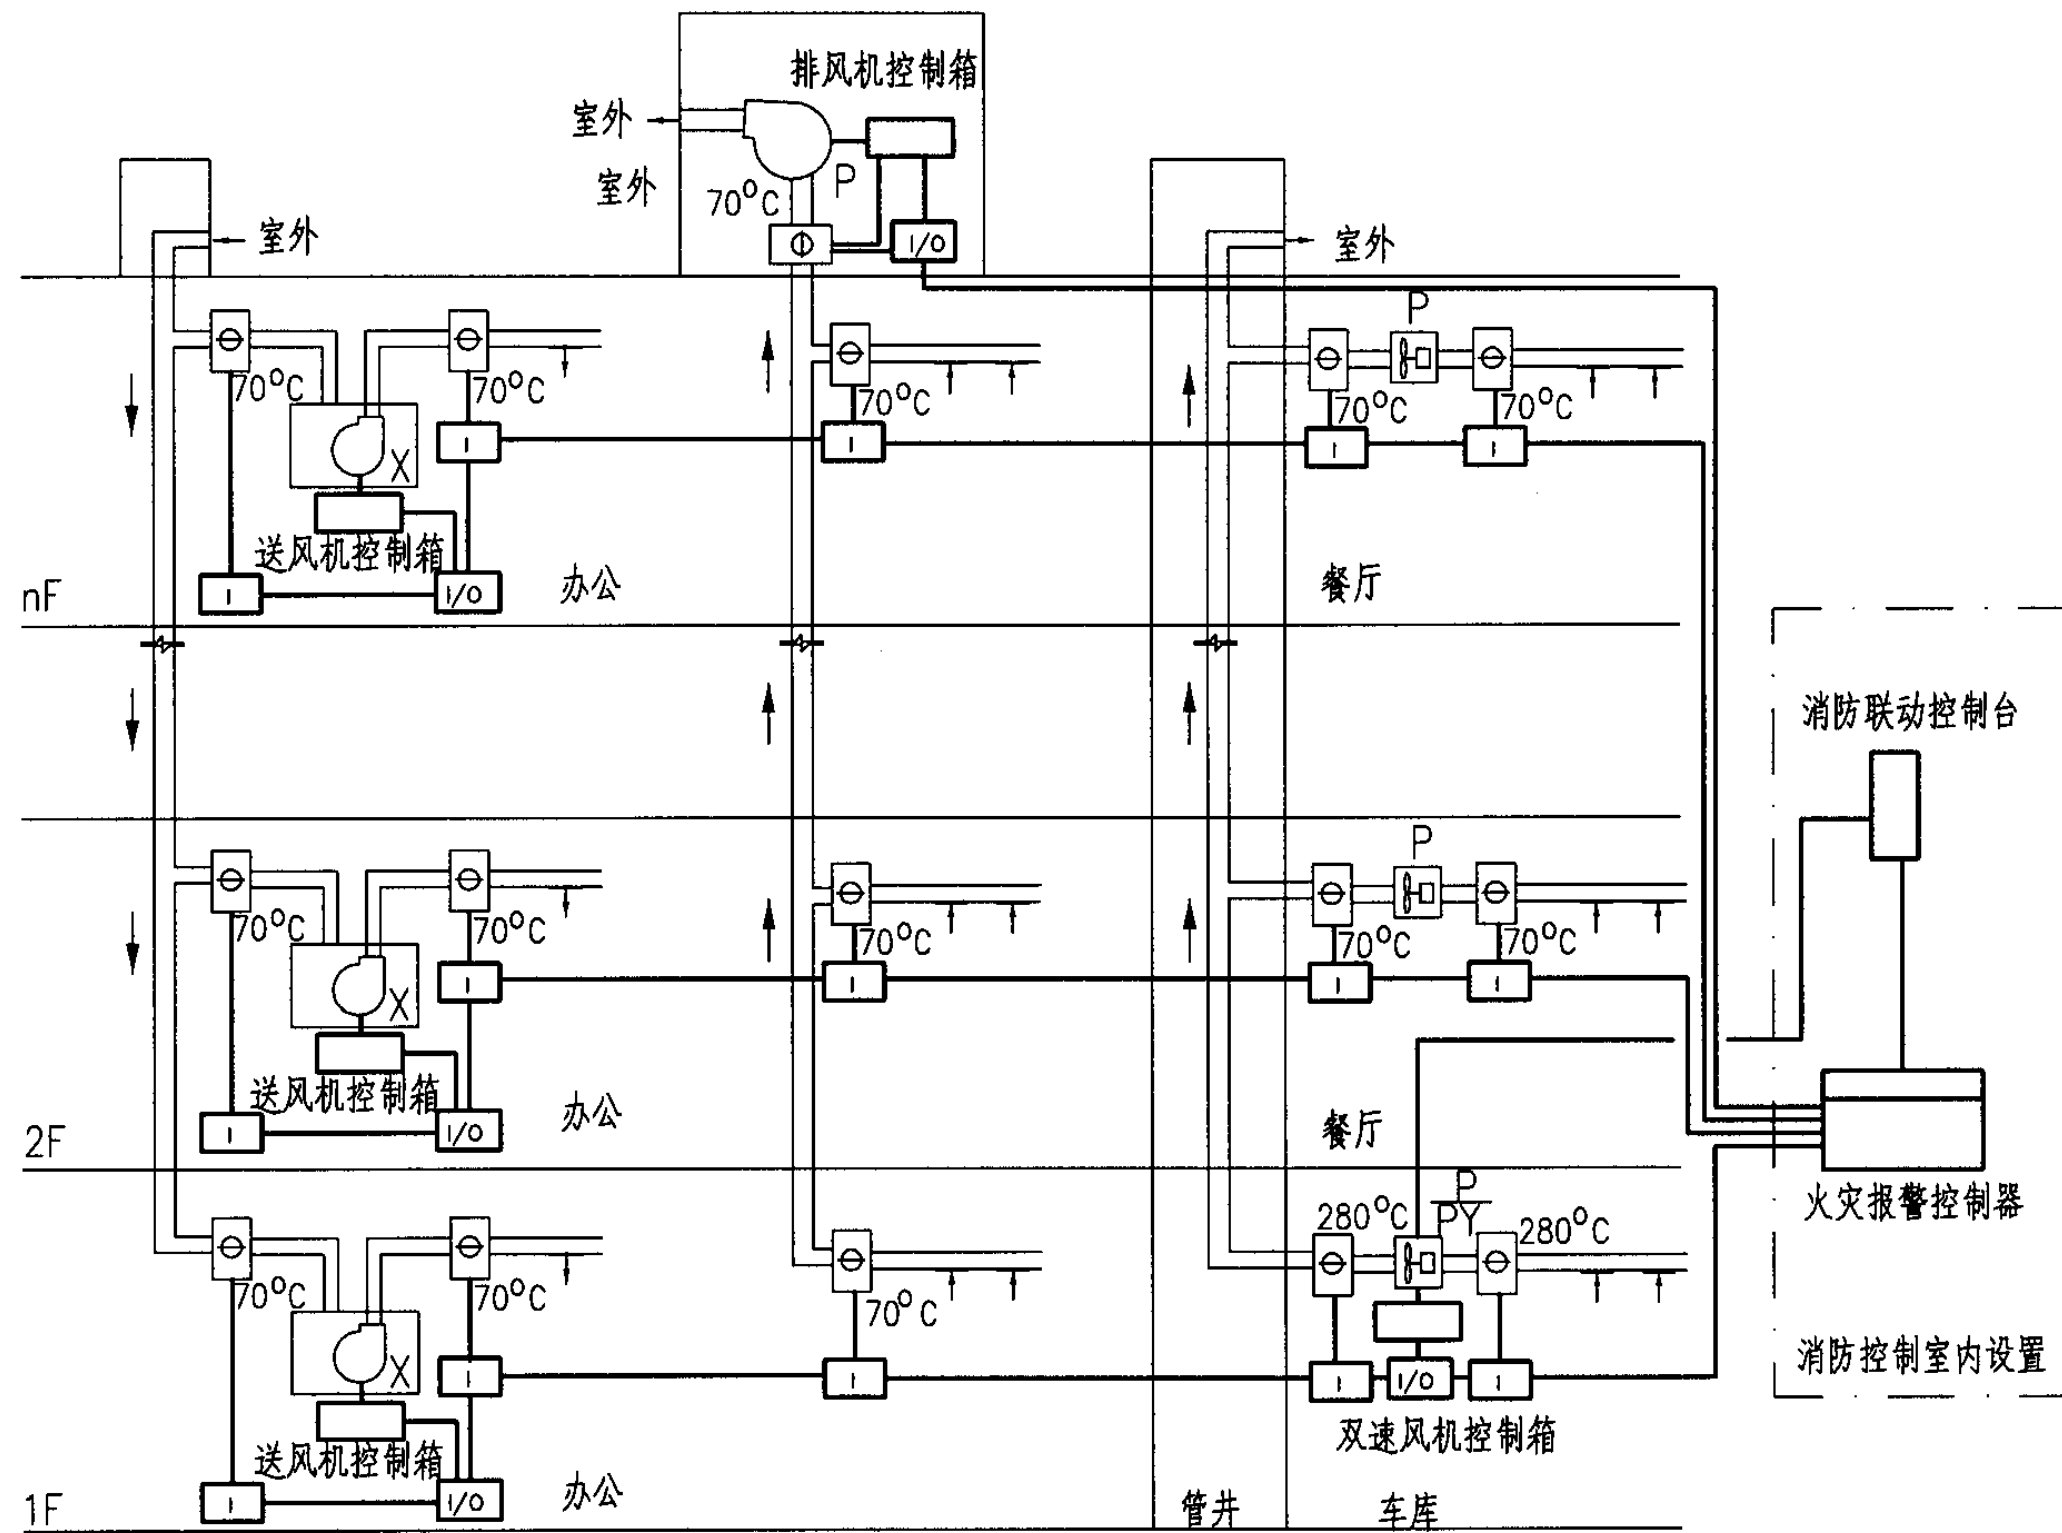 排风机控制箱
室外
室外
P
70°C
I/O
室外
室外
P
70°C
70°C
70°C
70°C
70°C
X
I
I
I
I
送风机控制箱
nF
I
I/O
办公
餐厅
消防联动控制台
P
70°C
70°C
70°C
70°C
70°C
X
I
I
I
I
送风机控制箱
2F
I
I/O
办公
餐厅
P
PY
280°C
280°C
火灾报警控制器
70°C
70°C
70°C
X
I
I
I
I/O
I
消防控制室内设置
送风机控制箱
双速风机控制箱
1F
I
I/O
办公
管井
车库